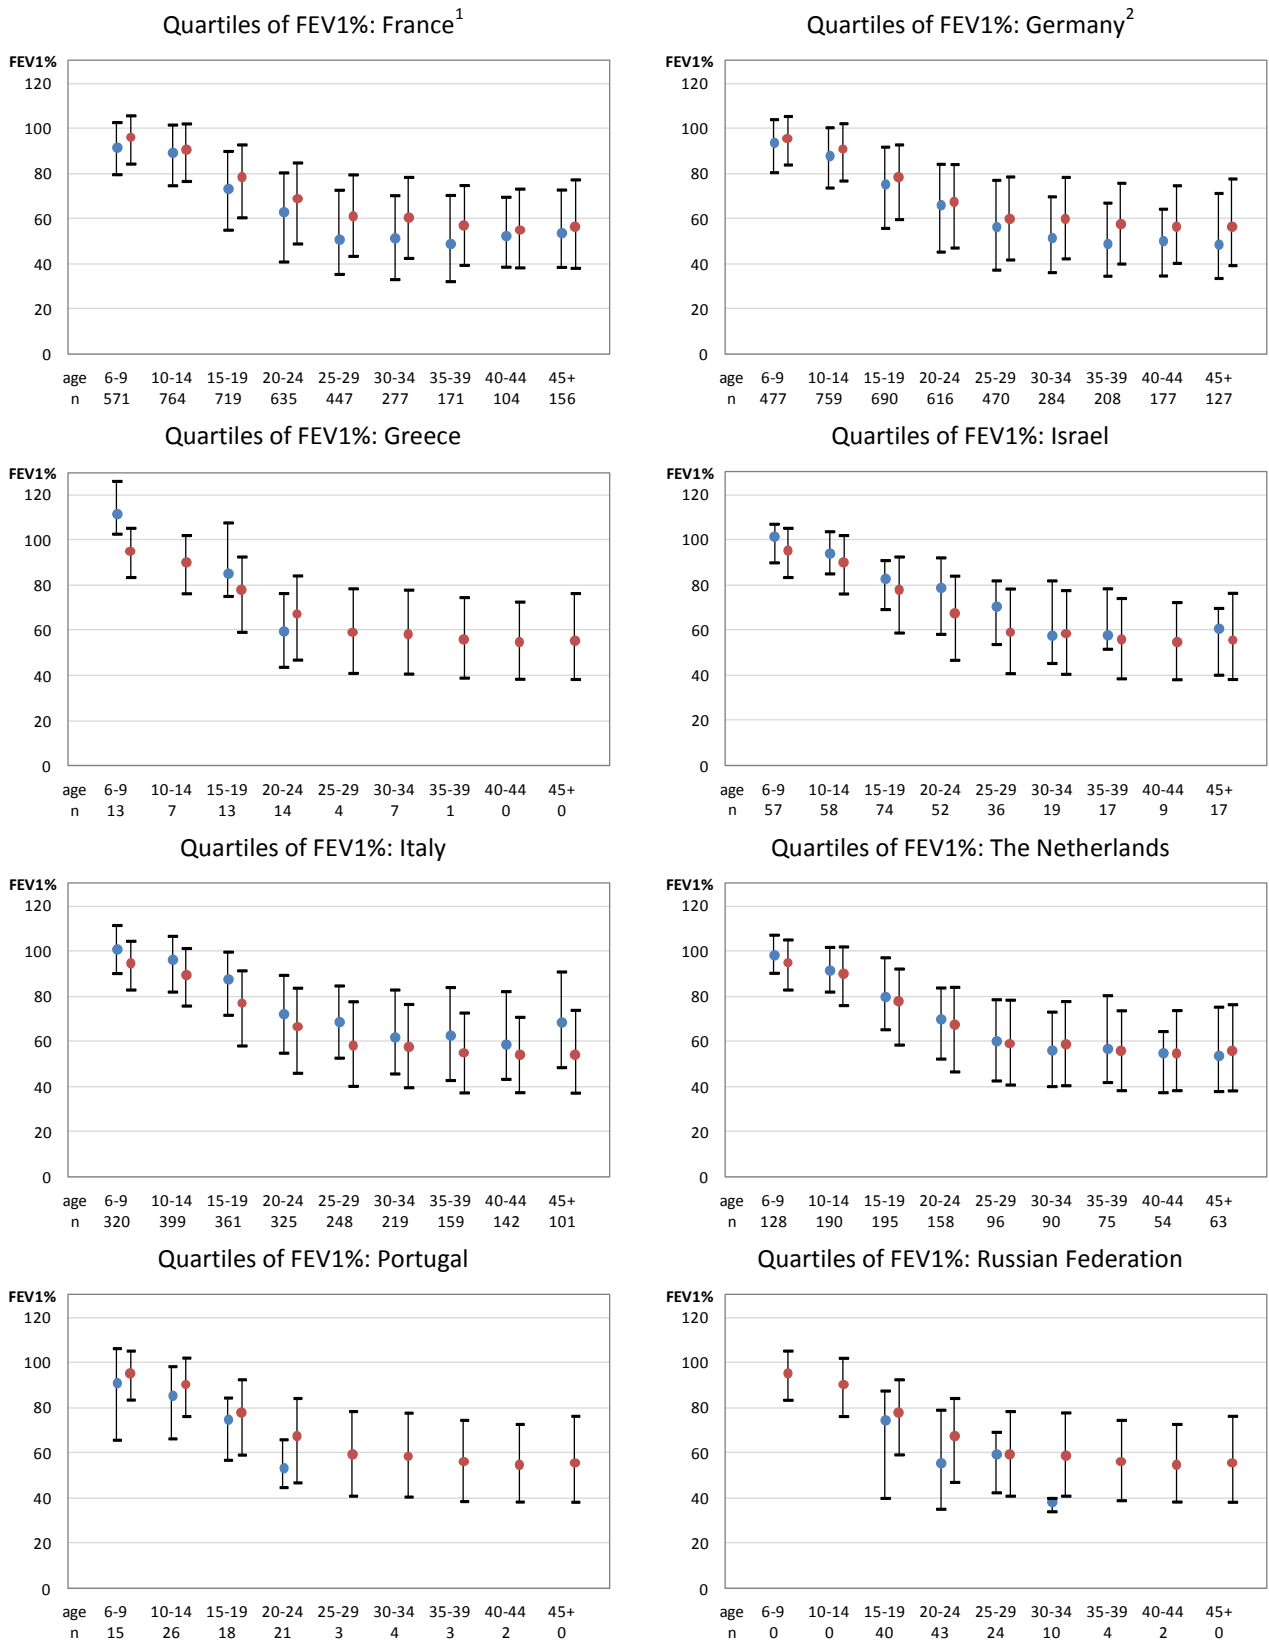 Quartiles of FEV1%: France1
FEV1%
120
100
80
60
40
20
0
age 6-9 10-14 15-19 20-24 25-29 30-34 35-39 40-44 45+
n 571 764 719 635 447 277 171 104 156
Quartiles of FEV1%: Germany2
FEV1%
120
100
80
60
40
20
0
age 6-9 10-14 15-19 20-24 25-29 30-34 35-39 40-44 45+
n 477 759 690 616 470 284 208 177 127
Quartiles of FEV1%: Greece
FEV1%
120
100
80
60
40
20
0
age 6-9 10-14 15-19 20-24 25-29 30-34 35-39 40-44 45+
n 13 7 13 14 4 7 1 0 0
Quartiles of FEV1%: Israel
FEV1%
120
100
80
60
40
20
0
age 6-9 10-14 15-19 20-24 25-29 30-34 35-39 40-44 45+
n 57 58 74 52 36 19 17 9 17
Quartiles of FEV1%: Italy
FEV1%
120
100
80
60
40
20
0
age 6-9 10-14 15-19 20-24 25-29 30-34 35-39 40-44 45+
n 320 399 361 325 248 219 159 142 101
Quartiles of FEV1%: The Netherlands
FEV1%
120
100
80
60
40
20
0
age 6-9 10-14 15-19 20-24 25-29 30-34 35-39 40-44 45+
n 128 190 195 158 96 90 75 54 63
Quartiles of FEV1%: Portugal
FEV1%
120
100
80
60
40
20
0
age 6-9 10-14 15-19 20-24 25-29 30-34 35-39 40-44 45+
n 15 26 18 21 3 4 3 2 0
Quartiles of FEV1%: Russian Federation
FEV1%
120
100
80
60
40
20
0
age 6-9 10-14 15-19 20-24 25-29 30-34 35-39 40-44 45+
n 0 0 40 43 24 10 4 2 0